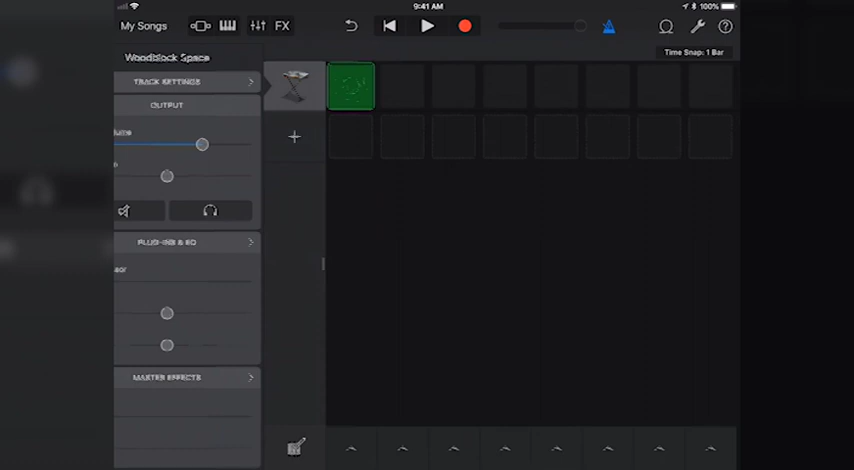 9:41 AM
100%
My Songs
FX
Time Snap: 1 Bar
Woodblock Space
TRACK SETTINGS
OUTPUT
PLUG-INS & EQ
MASTER EFFECTS